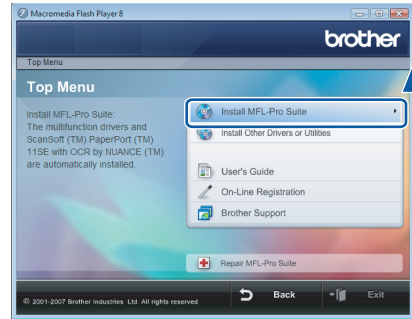 Macromedia Flash Player 8
brother
Top Menu
Top Menu
Install MFL-Pro Suite:
The multifunction drivers and
ScanSoft (TM) PaperPort (TM)
11SE with OCR by NUANCE (TM)
are automatically installed.
Install MFL-Pro Suite
Install Other Drivers or Utilities
User's Guide
On-Line Registration
Brother Support
Repair MFL-Pro Suite
© 2001-2007 Brother Industries Ltd. All rights reserved
Back
Exit